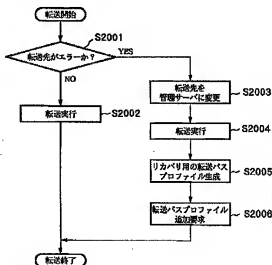 転送開始
S2001
転送先がエラーか?
YES
NO
転送先を
管理サーバに変更
S2003
転送実行
S2002
転送実行
S2004
リカバリ用の転送パス
プロファイル生成
S2005
転送パスプロファイル
追加要求
S2006
転送終了